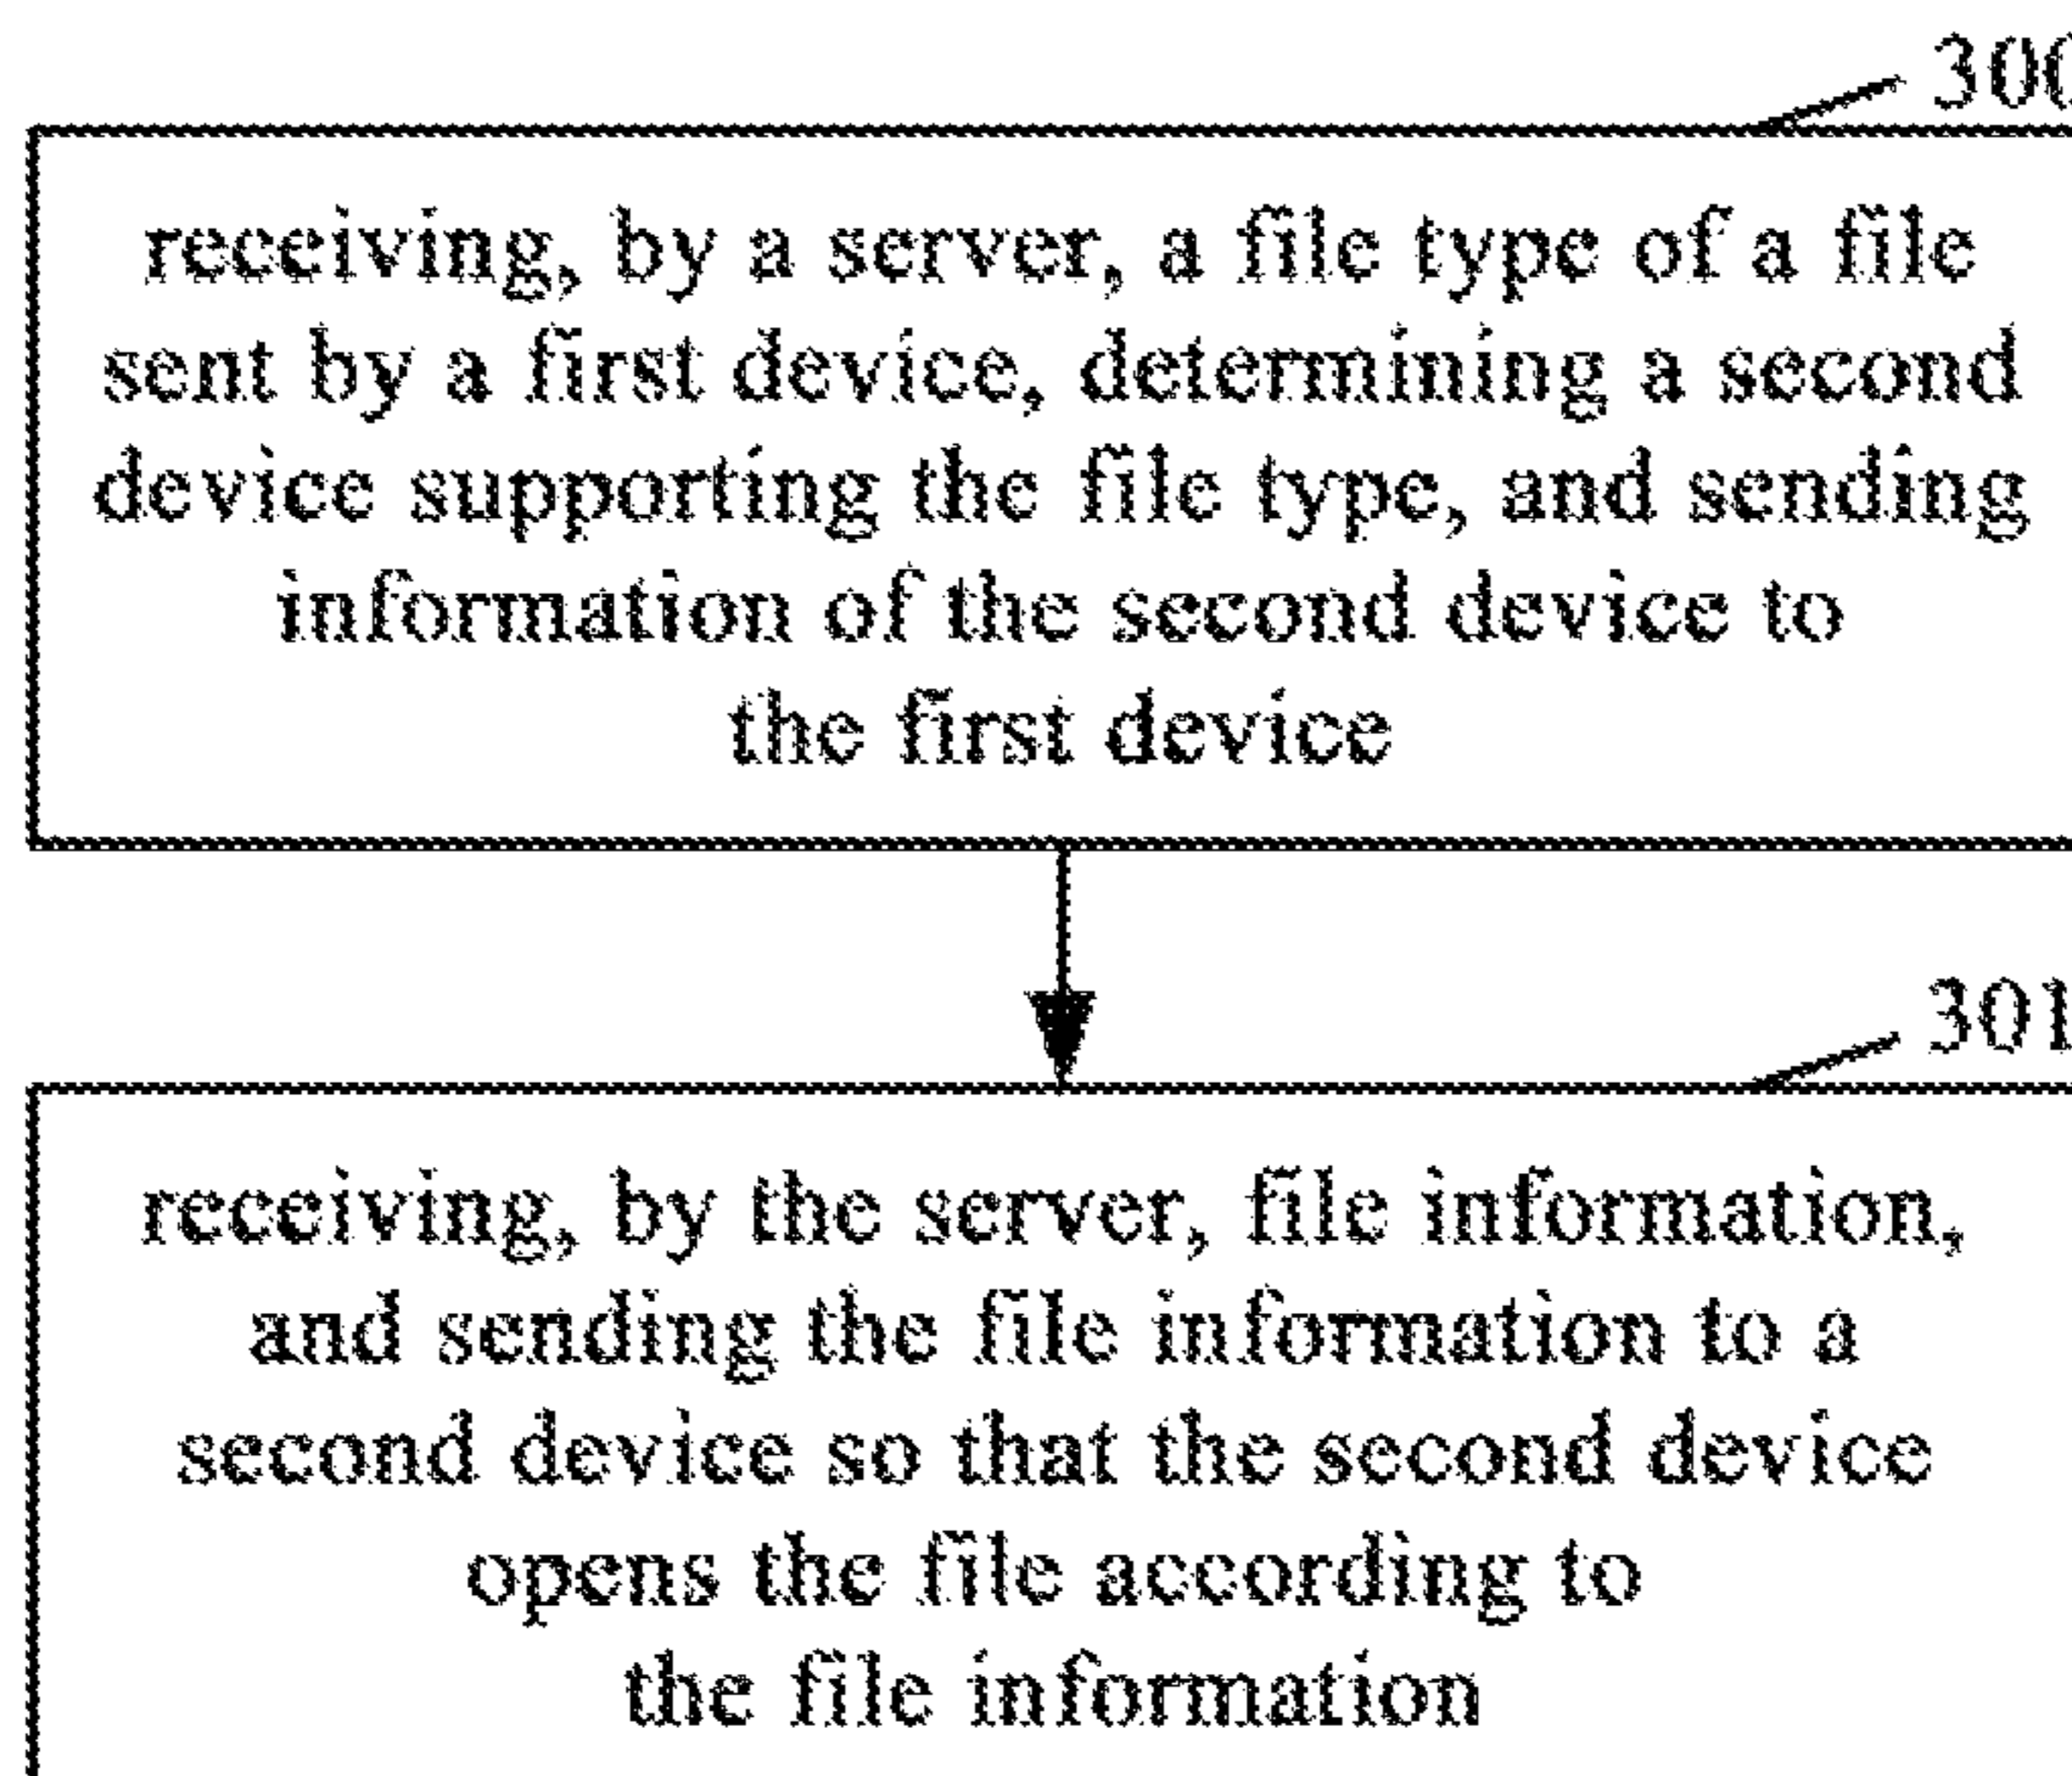 300
receiving, by a server, a file type of a file
sent by a first device, determining a second
device supporting the file type, and sending
information of the second device to
the first device
301
receiving, by the server, file information,
and sending the file information to a
second device so that the second device
opens the file according to
the file information